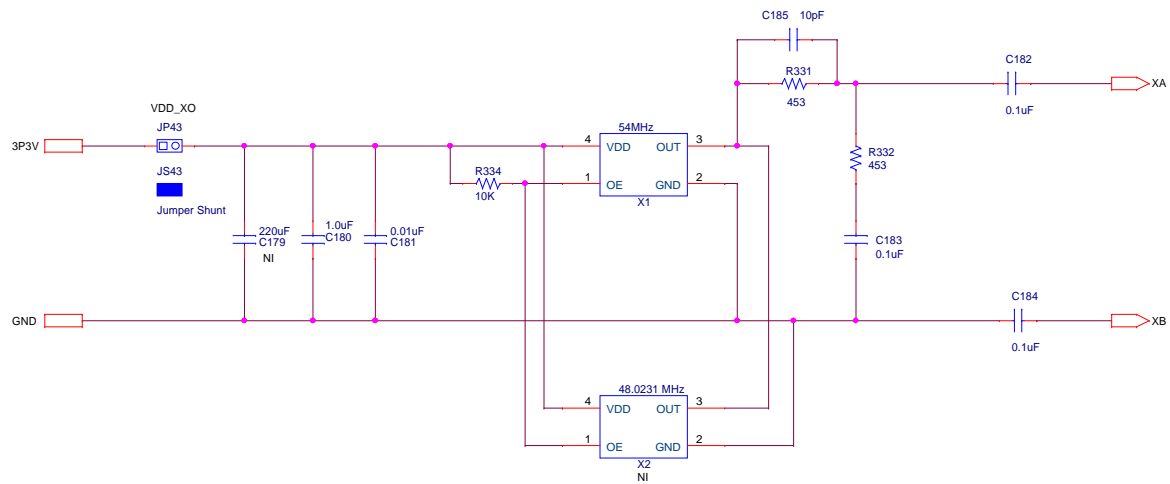 C185 10pF
R331
453
C182
0.1uF
XA
VDD_XO
JP43
3P3V
JS43
Jumper Shunt
54MHz
4 VDD OUT 3
1 OE GND 2
X1
R334
10K
R332
453
220uF
C179
NI
1.0uF
C180
0.01uF
C181
C183
0.1uF
GND
C184
0.1uF
XB
48.0231 MHz
4 VDD OUT 3
1 OE GND 2
X2
NI